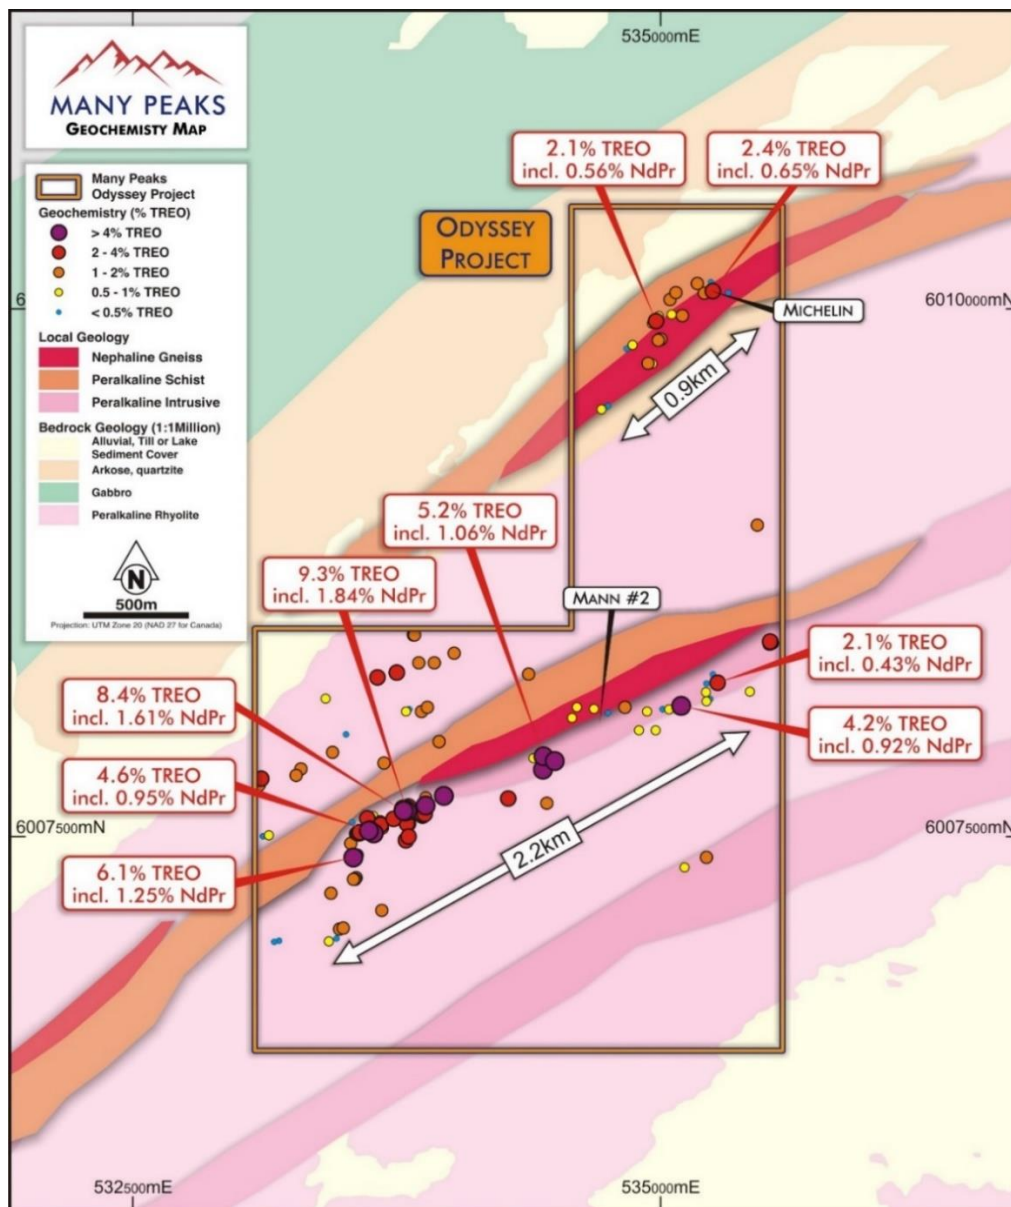 535000mE
MANY PEAKS
GEOCHEMISTY MAP
Many Peaks
Odyssey Project
Geochemistry (% TREO)
> 4% TREO
2 - 4% TREO
1 - 2% TREO
0.5 - 1% TREO
< 0.5% TREO
Local Geology
Nephaline Gneiss
Peralkaline Schist
Peralkaline Intrusive
Bedrock Geology (1:1Million)
Alluvial, Till or Lake
Sediment Cover
Arkose, quartzite
Gabbro
Peralkaline Rhyolite
N
500m
Projection: UTM Zone 20 (NAD 27 for Canada)
2.1% TREO
incl. 0.56% NdPr
2.4% TREO
incl. 0.65% NdPr
ODYSSEY
PROJECT
6
6010000mN
MICHELIN
0.9km
5.2% TREO
incl. 1.06% NdPr
9.3% TREO
incl. 1.84% NdPr
MANN #2
2.1% TREO
incl. 0.43% NdPr
8.4% TREO
incl. 1.61% NdPr
4.2% TREO
incl. 0.92% NdPr
4.6% TREO
incl. 0.95% NdPr
6007500mN
6007500mN
2.2km
6.1% TREO
incl. 1.25% NdPr
532500mE
535000mE